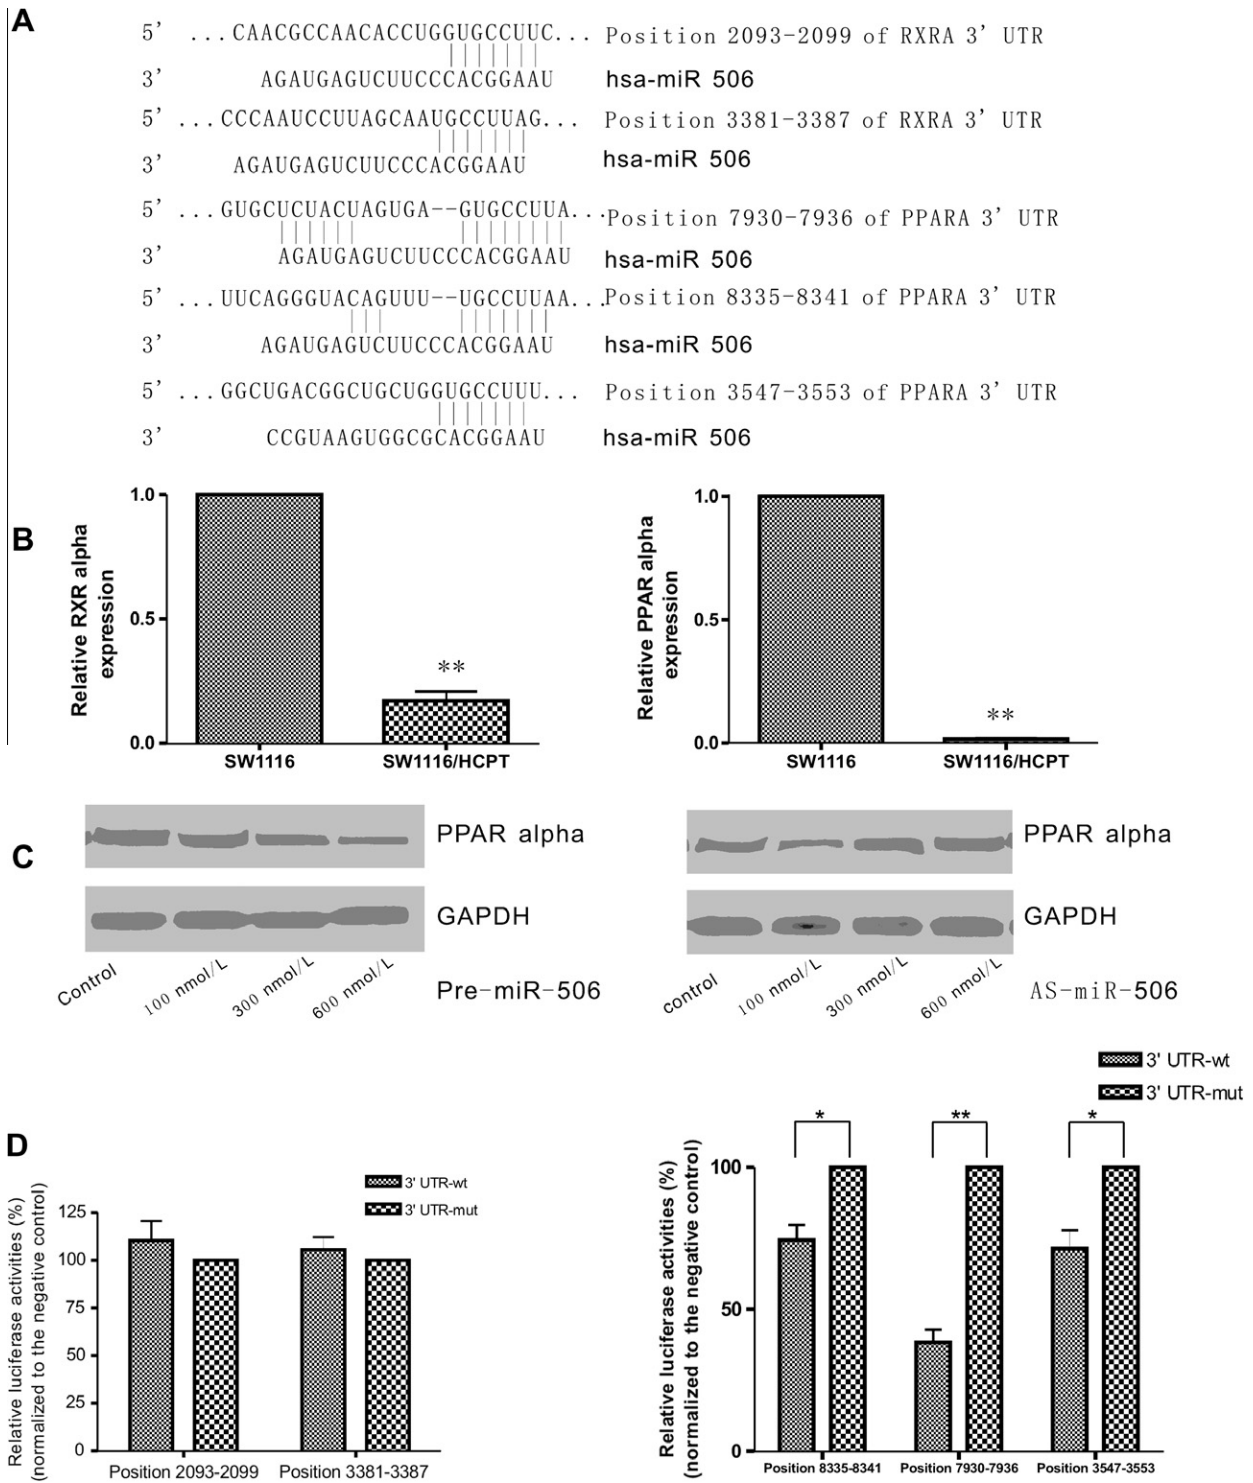 A
5' ...CAACGCCAACACCUGGUGCCUUC... Position 2093-2099 of RXRA 3' UTR
3' AGAUGAGUCUUCCCACGGAAU hsa-miR 506
5' ...CCCAAUCCUUAGCAAUGCCUUAG... Position 3381-3387 of RXRA 3' UTR
3' AGAUGAGUCUUCCCACGGAAU hsa-miR 506
5' ...GUGCUCUACUAGUGA--GUGCCUUA... Position 7930-7936 of PPARA 3' UTR
3' AGAUGAGUCUUCCCACGGAAU hsa-miR 506
5' ...UUCAGGGUACAGUUU--UGCCUUAA... Position 8335-8341 of PPARA 3' UTR
3' AGAUGAGUCUUCCCACGGAAU hsa-miR 506
5' ...GGCUGACGGCUGCUGGUGCCUUU... Position 3547-3553 of PPARA 3' UTR
3' CCGUAAGUGGCGCACGGAAU hsa-miR 506
B
Relative RXR alpha
expression
1.0
0.5
0.0
**
SW1116 SW1116/HCPT
Relative PPAR alpha
expression
1.0
0.5
0.0
**
SW1116 SW1116/HCPT
C
PPAR alpha
GAPDH
Control 100 nmol/L 300 nmol/L 600 nmol/L
Pre-miR-506
PPAR alpha
GAPDH
control 100 nmol/L 300 nmol/L 600 nmol/L
AS-miR-506
D
Relative luciferase activities (%)
(normalized to the negative control)
3' UTR-wt
3' UTR-mut
125
100
75
50
25
0
Position 2093-2099 Position 3381-3387
Relative luciferase activities (%)
(normalized to the negative control)
3' UTR-wt
3' UTR-mut
* ** *
100
50
0
Position 8335-8341 Position 7930-7936 Position 3547-3553